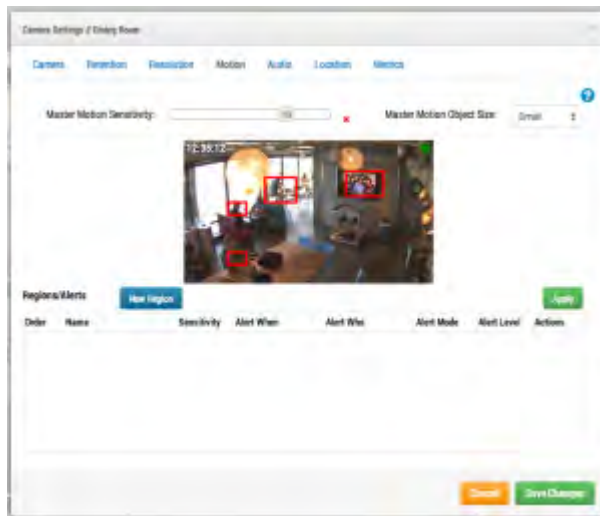 Camera Settings // Dining Room
Camera Retention Resolution Motion Audio Location Metrics
Master Motion Sensitivity: Master Motion Object Size: Small
Regions/Alerts New Region Apply
Order Name Sensitivity Alert When Alert Who Alert Mode Alert Level Actions
Cancel Save Changes